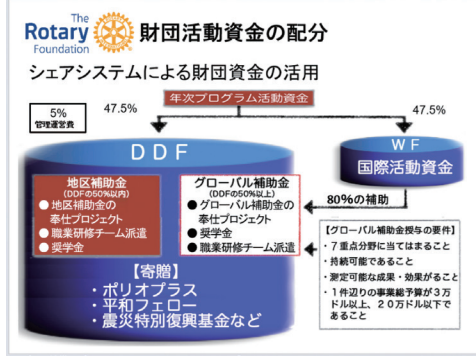 The
Rotary
Foundation
財団活動資金の配分
シェアシステムによる財団資金の活用
年次プログラム活動資金
5%
管理運営費
47.5%
47.5%
DDF
WF
国際活動資金
地区補助金
(DDFの50%以内)
●地区補助金の
奉仕プロジェクト
●職業研修チーム派遣
●奨学金
グローバル補助金
(DDFの50%以上)
●グローバル補助金の
奉仕プロジェクト
●奨学金
●職業研修チーム派遣
80%の補助
【グローバル補助金授与の要件】
・7重点分野に当てはまること
・持続可能であること
・測定可能な成果・効果があること
・1件辺りの事業総予算が3万
ドル以上、20万ドル以下で
あること
【寄贈】
・ポリオプラス
・平和フェロー
・震災特別復興基金など